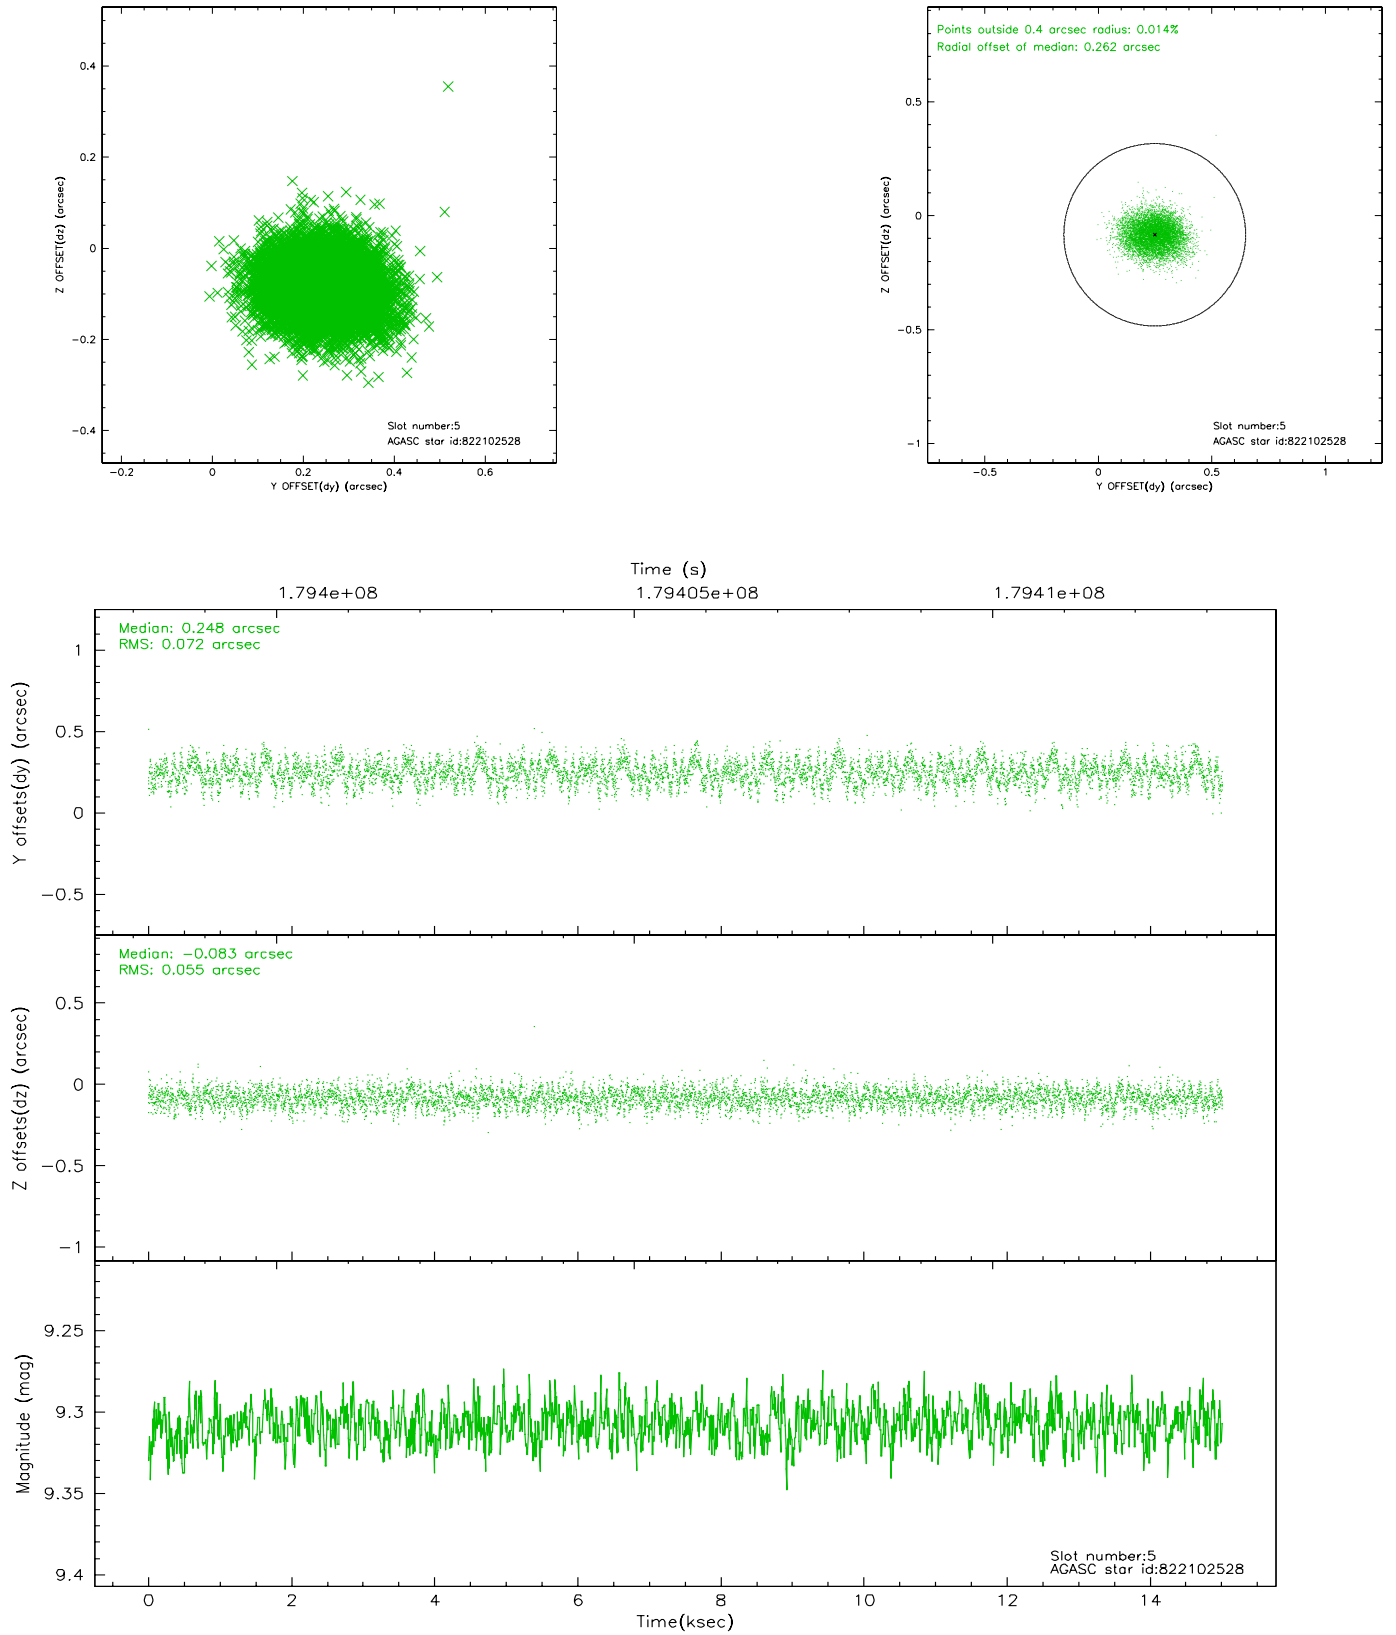 0.4
0.2
0
−0.2
−0.4
Z OFFSET(dz) (arcsec)
Slot number:5
AGASC star id:822102528
−0.2 0 0.2 0.4 0.6
Y OFFSET(dy) (arcsec)
Points outside 0.4 arcsec radius: 0.014%
Radial offset of median: 0.262 arcsec
0.5
0
−0.5
−1
Z OFFSET(dz) (arcsec)
Slot number:5
AGASC star id:822102528
−0.5 0 0.5 1
Y OFFSET(dy) (arcsec)
Time (s)
1.794e+08 1.79405e+08 1.7941e+08
Median: 0.248 arcsec
RMS: 0.072 arcsec
1
0.5
0
−0.5
Y offsets(dy) (arcsec)
Median: −0.083 arcsec
RMS: 0.055 arcsec
0.5
0
−0.5
−1
Z offsets(dz) (arcsec)
9.25
9.3
9.35
9.4
Magnitude (mag)
Slot number:5
AGASC star id:822102528
0 2 4 6 8 10 12 14
Time(ksec)